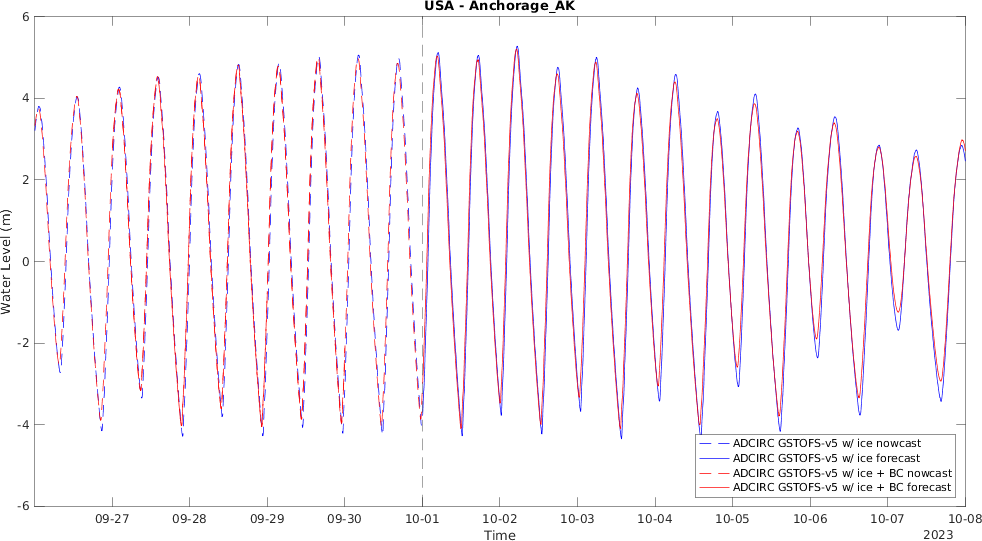 USA - Anchorage_AK
6
4
2
0
-2
-4
-6
Water Level (m)
ADCIRC GSTOFS-v5 w/ ice nowcast
ADCIRC GSTOFS-v5 w/ ice forecast
ADCIRC GSTOFS-v5 w/ ice + BC nowcast
ADCIRC GSTOFS-v5 w/ ice + BC forecast
09-27 09-28 09-29 09-30 10-01 10-02 10-03 10-04 10-05 10-06 10-07 10-08
Time 2023